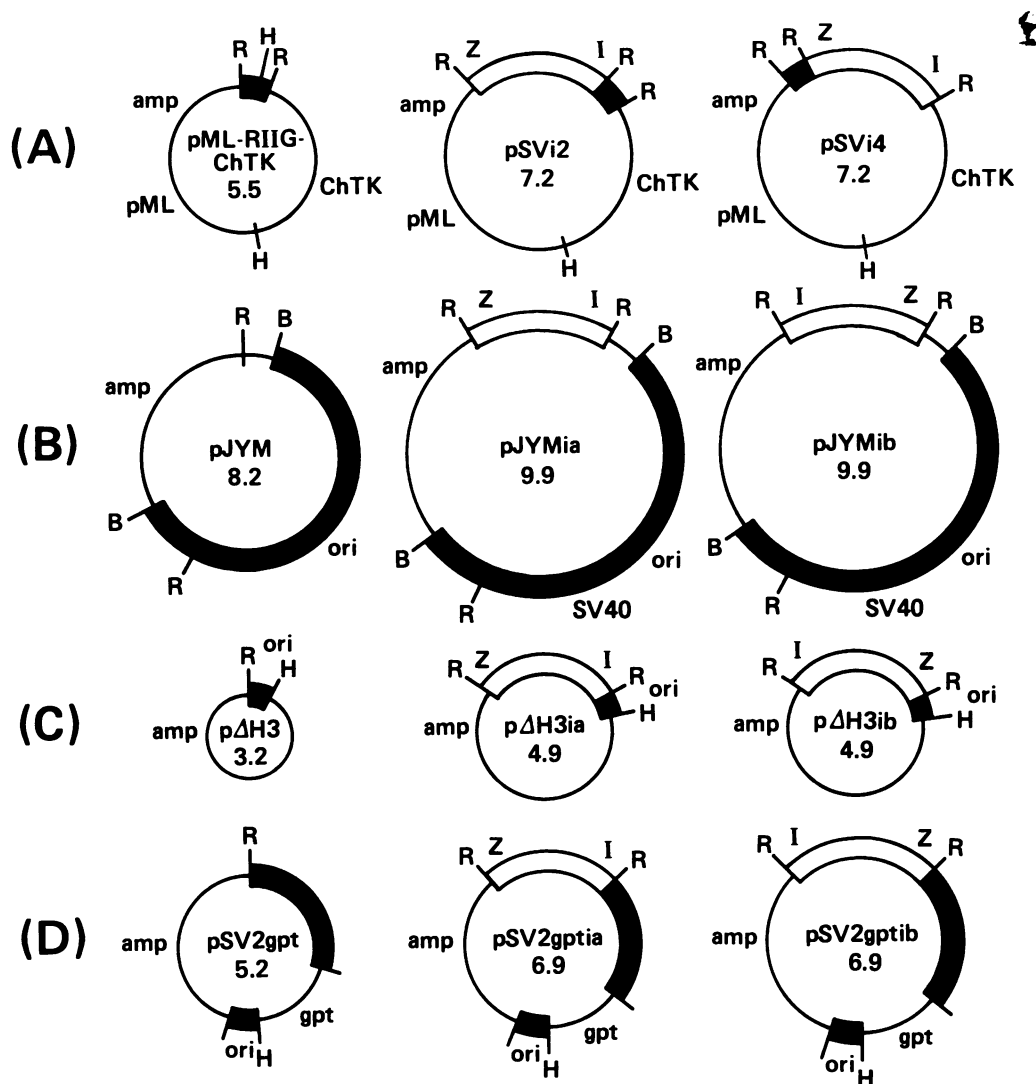 (A)
R H R
amp
pML-RIIG-
ChTK
5.5
pML
ChTK
H
R Z I R
R
amp
pSVi2
7.2
pML
ChTK
H
R R Z I R
amp
pSVi4
7.2
pML
ChTK
H
(B)
R B
amp
pJYM
8.2
B
R
ori
R Z I R
B
amp
pJYMia
9.9
B
R
ori
SV40
R I Z R
B
amp
pJYMib
9.9
B
R
ori
SV40
(C)
R ori
H
amp
pΔH3
3.2
R Z I
R ori
H
amp
pΔH3ia
4.9
R I Z
R ori
H
amp
pΔH3ib
4.9
(D)
R
amp
pSV2gpt
5.2
gpt
ori H
R Z I R
amp
pSV2gptia
6.9
gpt
ori H
R I Z R
amp
pSV2gptib
6.9
gpt
ori H